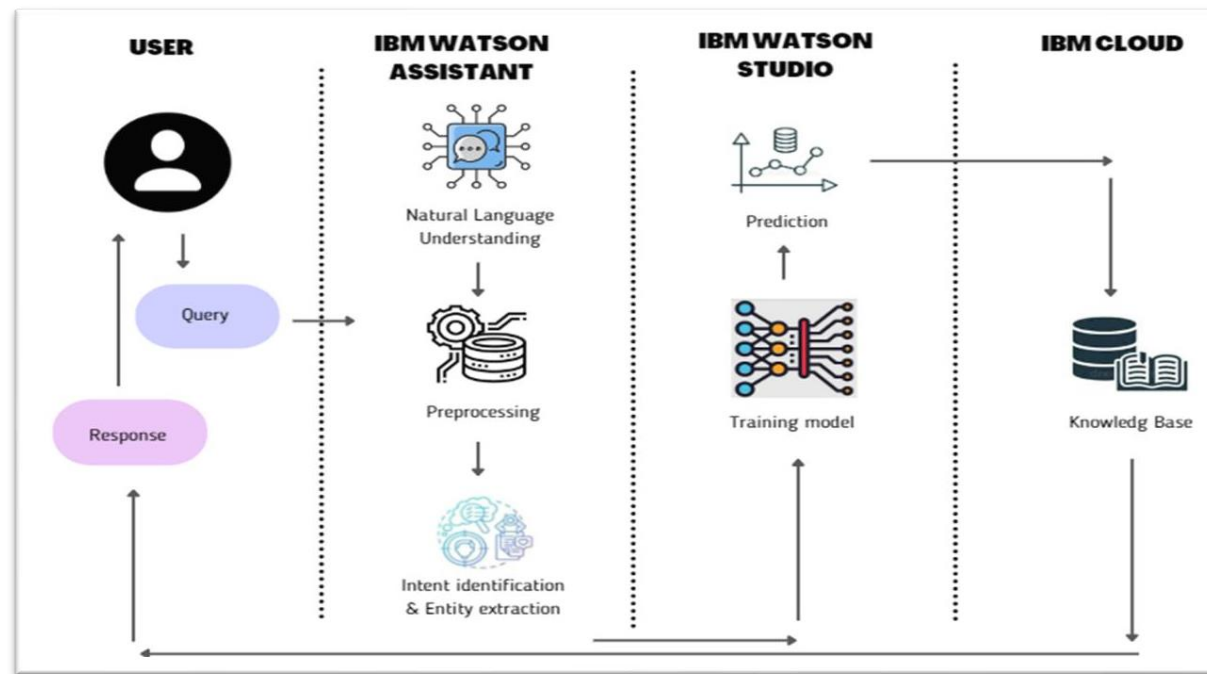 USER
IBM WATSON
ASSISTANT
IBM WATSON
STUDIO
IBM CLOUD
Natural Language
Understanding
Prediction
Query
Preprocessing
Training model
Knowledg Base
Response
Intent identification
& Entity extraction